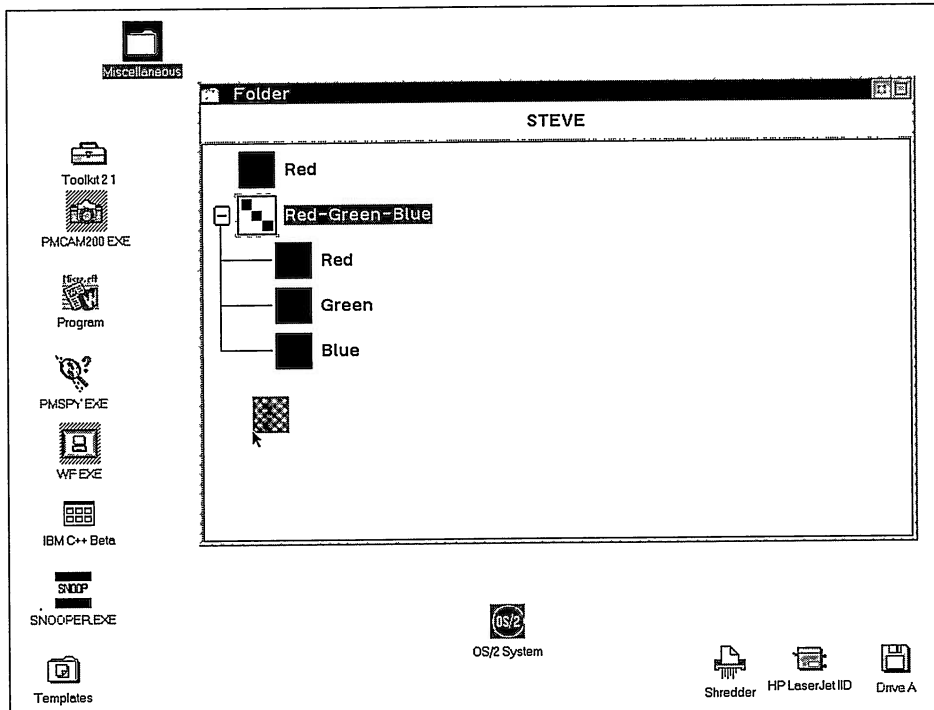 Miscellaneous
Folder
STEVE
Red
Red-Green-Blue
Red
Green
Blue
Toolkit 2 1
PMCAM200 EXE
Program
PMSPY EXE
WF EXE
IBM C++ Beta
SNOOP
SNOOPER.EXE
Templates
OS/2
OS/2 System
Shredder
HP LaserJet IID
Drive A